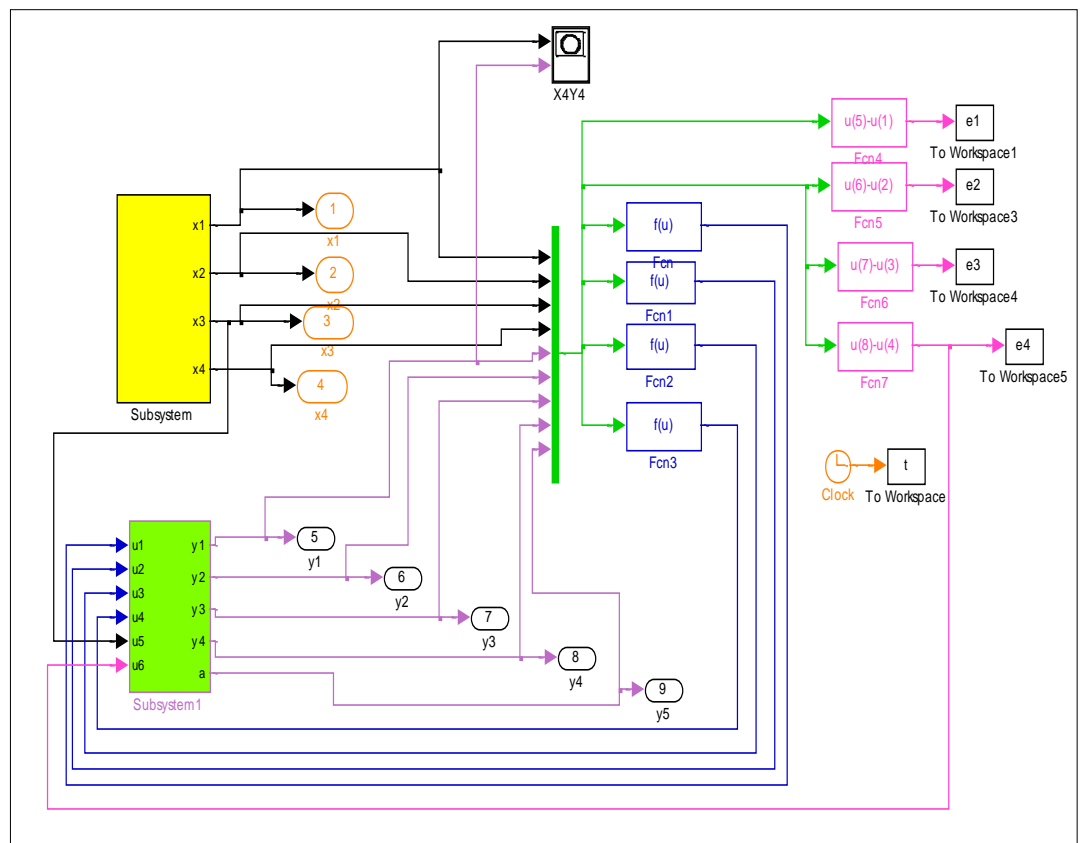 X4Y4
u(5)-u(1)
Fcn4
e1
To Workspace1
u(6)-u(2)
Fcn5
e2
To Workspace3
u(7)-u(3)
Fcn6
e3
To Workspace4
u(8)-u(4)
Fcn7
e4
To Workspace5
x1
x2
x3
x4
Subsystem
1
x1
2
x2
3
x3
4
x4
f(u)
Fcn
f(u)
Fcn1
f(u)
Fcn2
f(u)
Fcn3
Clock
t
To Workspace
u1
u2
u3
u4
u5
u6
y1
y2
y3
y4
a
Subsystem1
5
y1
6
y2
7
y3
8
y4
9
y5